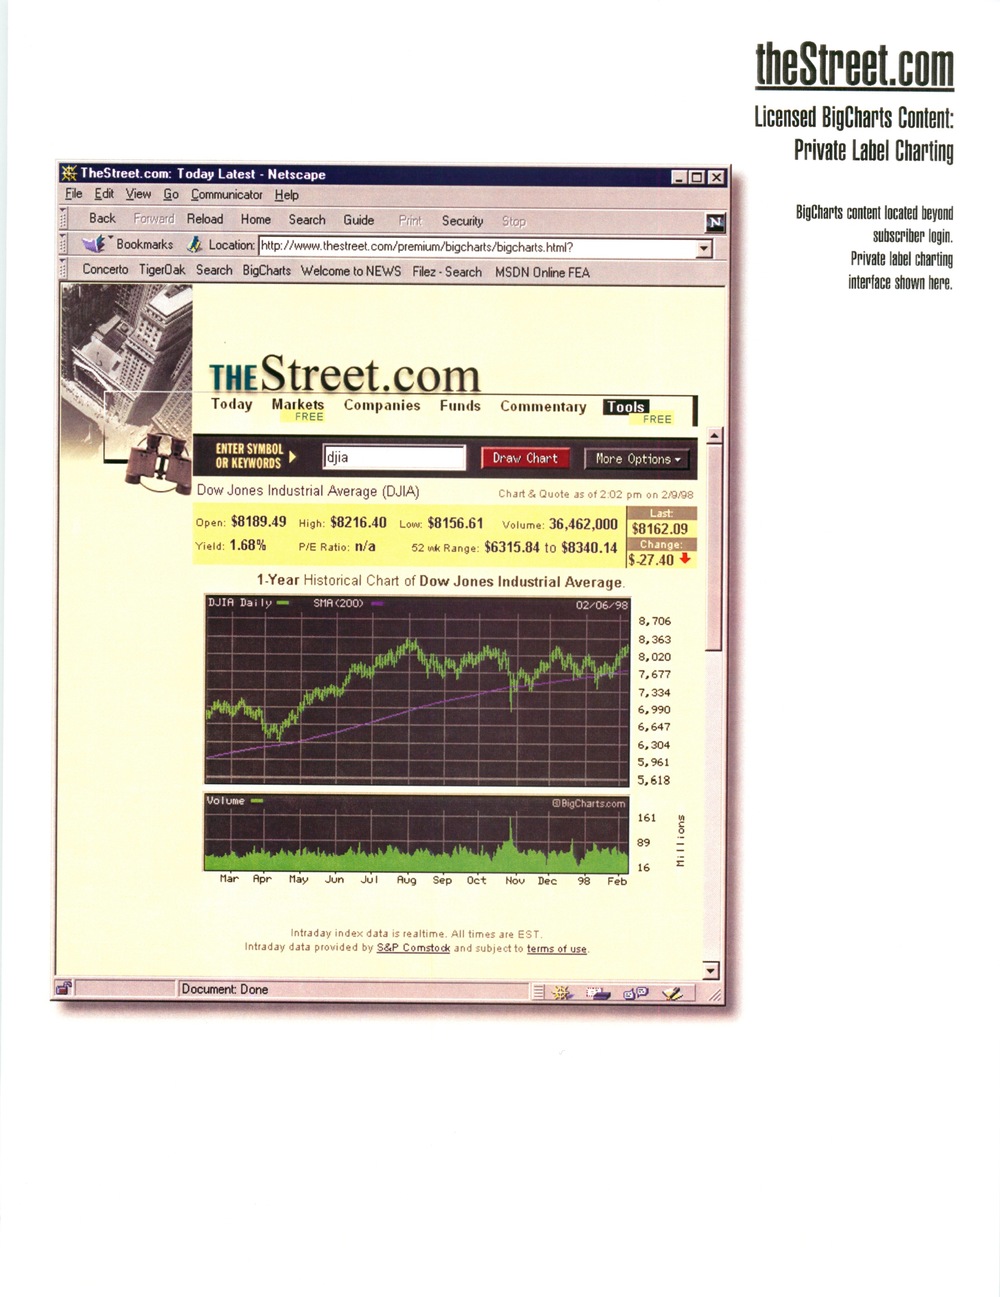 theStreet.com
Licensed BigCharts Content:
Private Label Charting
BigCharts content located beyond
subscriber login.
Private label charting
interface shown here.
TheStreet.com: Today Latest - Netscape
File Edit View Go Communicator Help
Back Forward Reload Home Search Guide Print Security Stop
N
Bookmarks Location: http://www.thestreet.com/premium/bigcharts/bigcharts.html?
Concerto TigerOak Search BigCharts Welcome to NEWS Filez - Search MSDN Online FEA
THEStreet.com
Today Markets Companies Funds Commentary Tools
FREE FREE
ENTER SYMBOL
OR KEYWORDS
djia
Draw Chart
More Options
Dow Jones Industrial Average (DJIA)
Chart & Quote as of 2:02 pm on 2/9/98
Open: $8189.49 High: $8216.40 Low: $8156.61 Volume: 36,462,000
Yield: 1.68% P/E Ratio: n/a 52 wk Range: $6315.84 to $8340.14
Last:
$8162.09
Change:
$-27.40
1-Year Historical Chart of Dow Jones Industrial Average.
DJIA Daily SMA(200) 02/06/98
8,706
8,363
8,020
7,677
7,334
6,990
6,647
6,304
5,961
5,618
Volume ©BigCharts.com
161
89
16
Millions
Mar Apr May Jun Jul Aug Sep Oct Nov Dec 98 Feb
Intraday index data is realtime. All times are EST.
Intraday data provided by S&P Comstock and subject to terms of use.
Document: Done